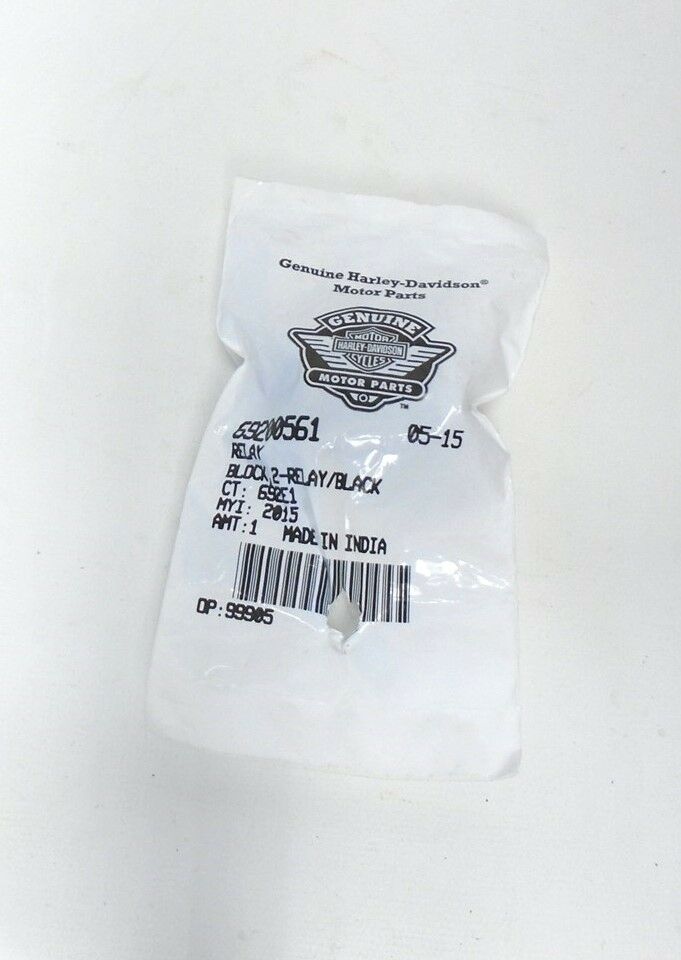 Genuine Harley-Davidson®
Motor Parts
GENUINE
MOTOR
HARLEY-DAVIDSON
CYCLES
MOTOR PARTS
™
69200561 05-15
RELAY
BLOCK,2-RELAY/BLACK
CT: 692E1
MYI: 2015
AMT:1 MADE IN INDIA
OP:99905